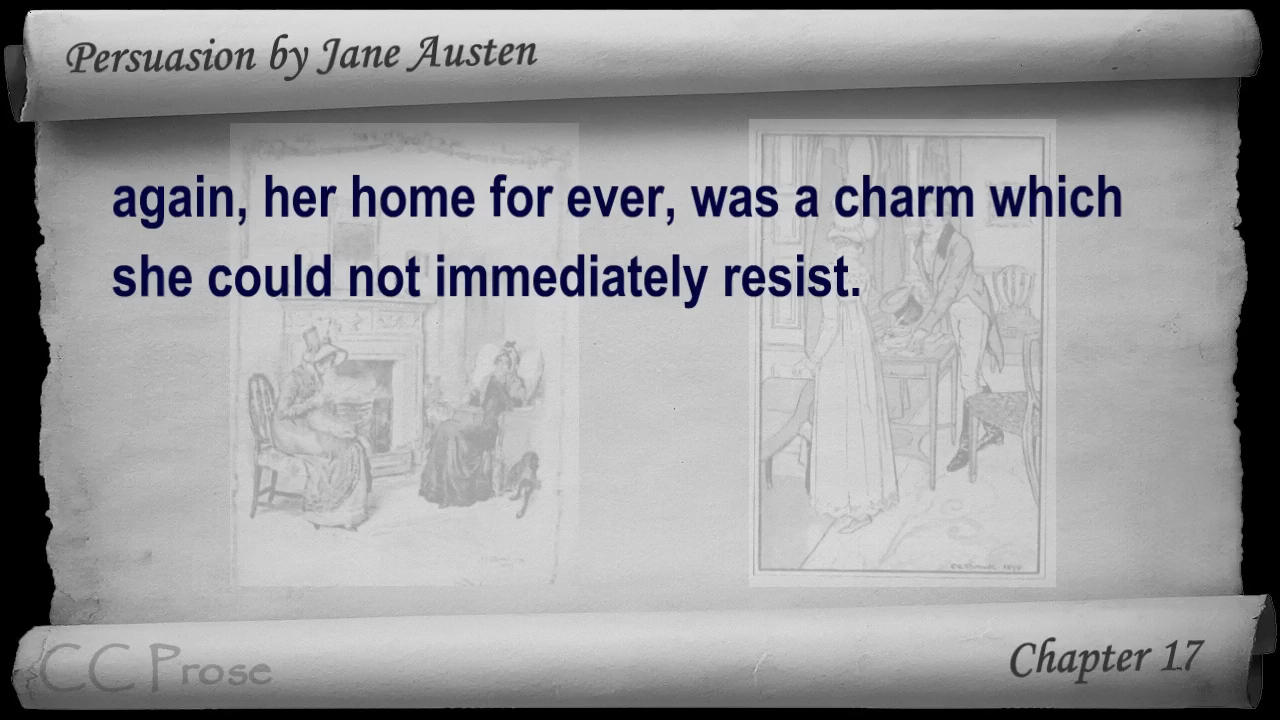 Persuasion by Jane Austen
again, her home for ever, was a charm which
she could not immediately resist.
CC Prose
Chapter 17